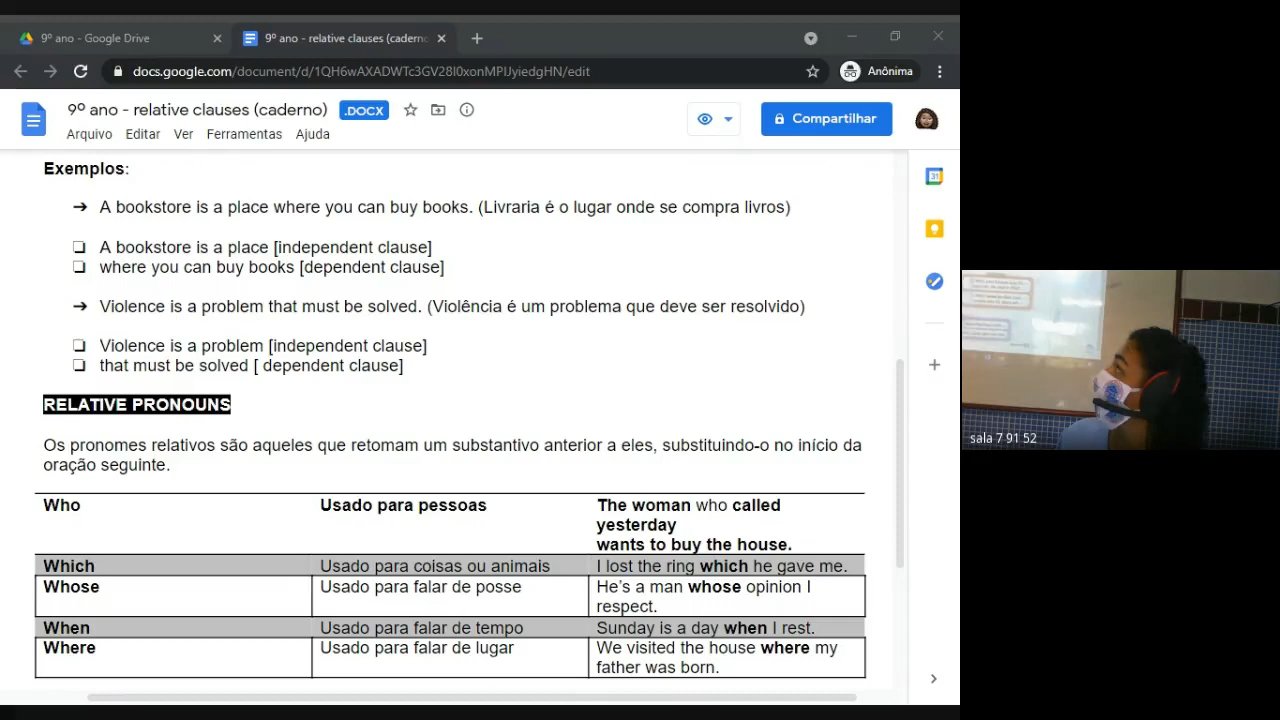 9º ano - Google Drive
9º ano - relative clauses (caderno
docs.google.com/document/d/1QH6wAXADWTc3GV28I0xonMPIJyiedgHN/edit
Anônima
9º ano - relative clauses (caderno)
.DOCX
Arquivo Editar Ver Ferramentas Ajuda
Compartilhar
31
Exemplos:
➔ A bookstore is a place where you can buy books. (Livraria é o lugar onde se compra livros)
❏ A bookstore is a place [independent clause]
❏ where you can buy books [dependent clause]
➔ Violence is a problem that must be solved. (Violência é um problema que deve ser resolvido)
❏ Violence is a problem [independent clause]
❏ that must be solved [ dependent clause]
RELATIVE PRONOUNS
Os pronomes relativos são aqueles que retomam um substantivo anterior a eles, substituindo-o no início da
oração seguinte.
Who Usado para pessoas The woman who called
yesterday
wants to buy the house.
Which Usado para coisas ou animais I lost the ring which he gave me.
Whose Usado para falar de posse He's a man whose opinion I
respect.
When Usado para falar de tempo Sunday is a day when I rest.
Where Usado para falar de lugar We visited the house where my
father was born.
sala 7 91 52